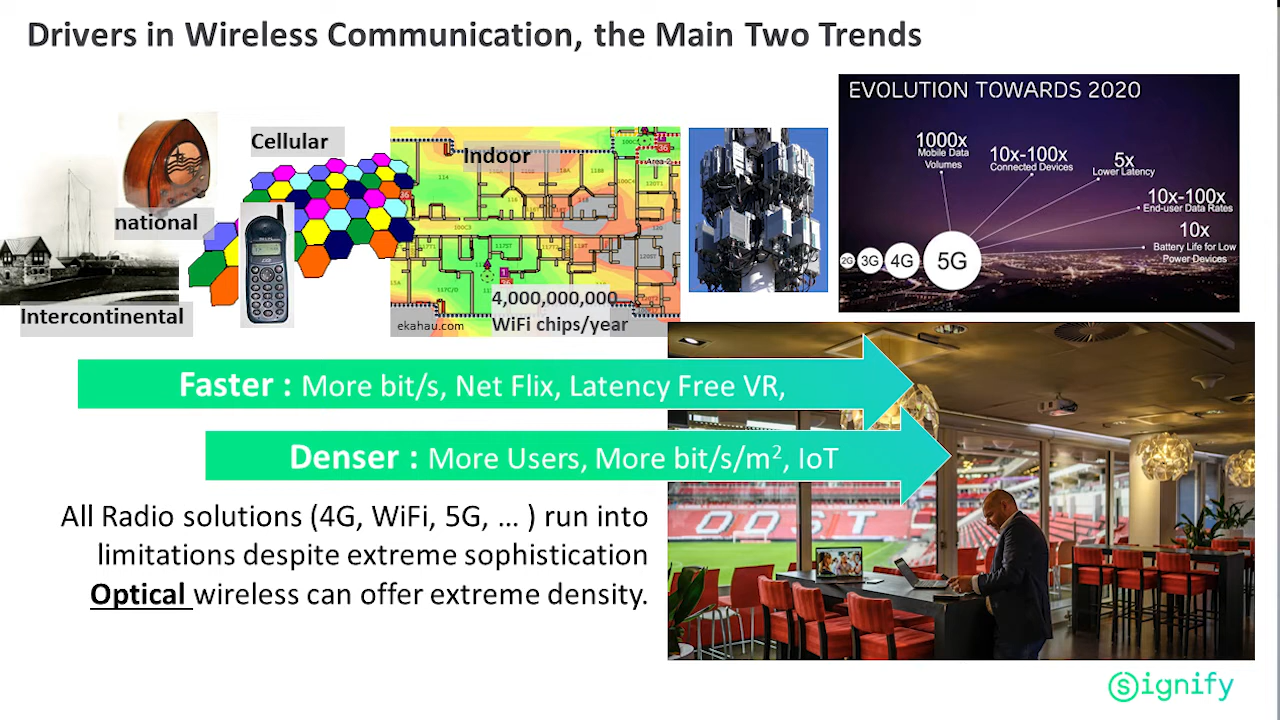 Drivers in Wireless Communication, the Main Two Trends
EVOLUTION TOWARDS 2020
1000x
Mobile Data
Volumes
10x-100x
Connected Devices
5x
Lower Latency
10x-100x
End-user Data Rates
10x
Battery Life for Low
Power Devices
2G 3G 4G 5G
Cellular
Indoor
national
Intercontinental
4,000,000,000
WiFi chips/year
ekahau.com
Faster : More bit/s, Net Flix, Latency Free VR,
Denser : More Users, More bit/s/m², IoT
All Radio solutions (4G, WiFi, 5G, ... ) run into
limitations despite extreme sophistication
Optical wireless can offer extreme density.
OOST
Signify